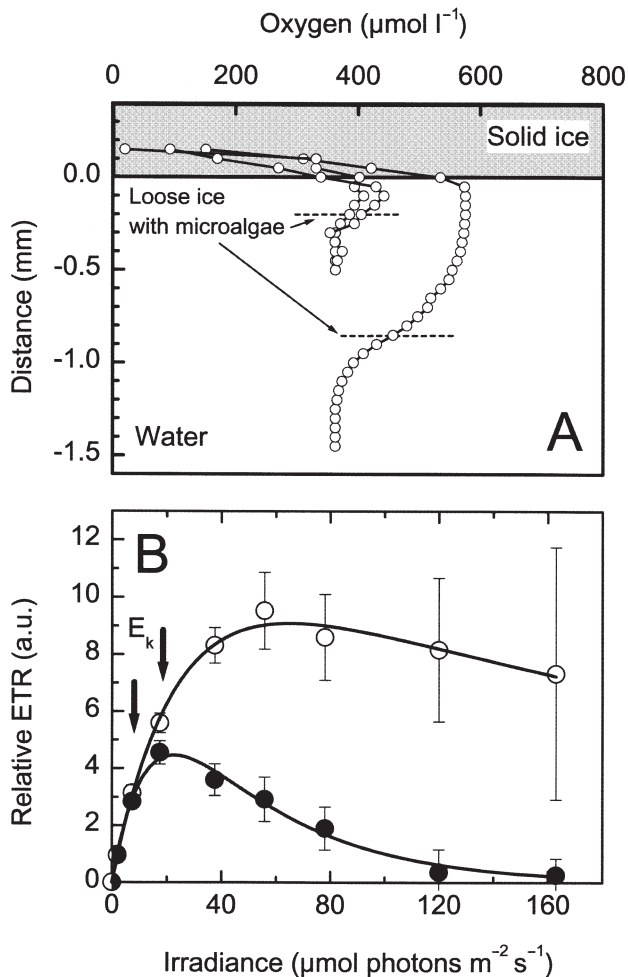 Oxygen (µmol l⁻¹)
0 200 400 600 800
Solid ice
0.0
Loose ice
with microalgae
-0.5
Distance (mm)
-1.0
Water
A
-1.5
12
B
10
Eₖ
8
6
Relative ETR (a.u.)
4
2
0
0 40 80 120 160
Irradiance (µmol photons m⁻² s⁻¹)